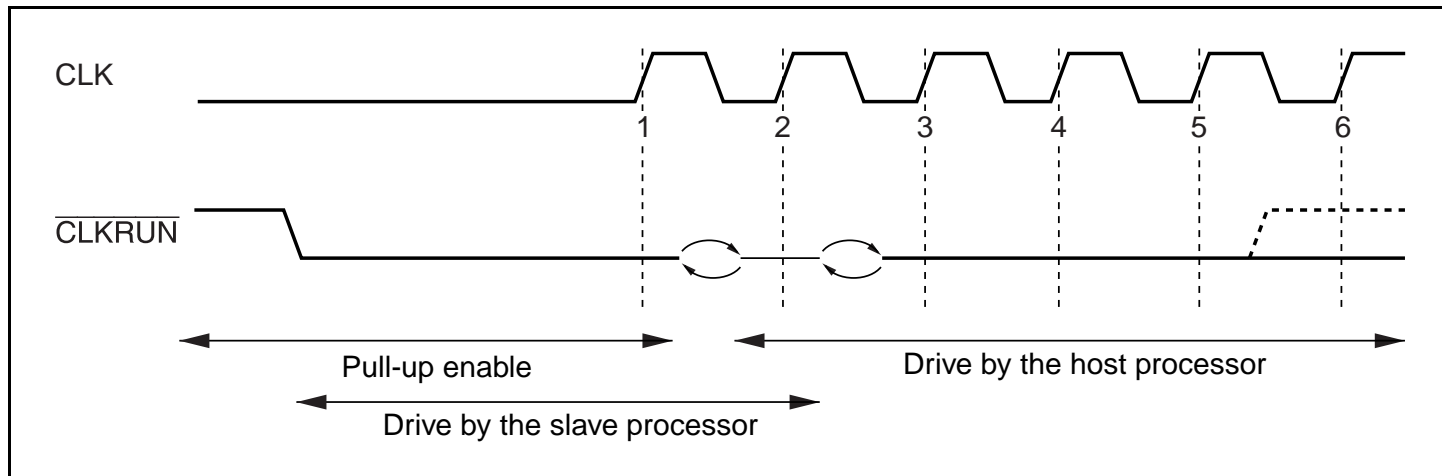 CLK
1 2 3 4 5 6
CLKRUN
Pull-up enable
Drive by the host processor
Drive by the slave processor